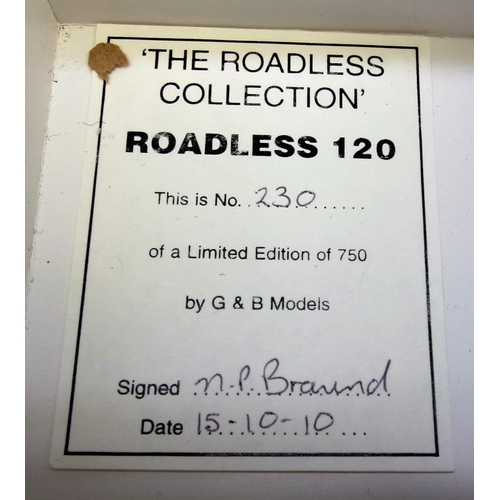 'THE ROADLESS
COLLECTION'
ROADLESS 120
This is No. 230
of a Limited Edition of 750
by G & B Models
Signed N.P. Braund
Date 15-10-10